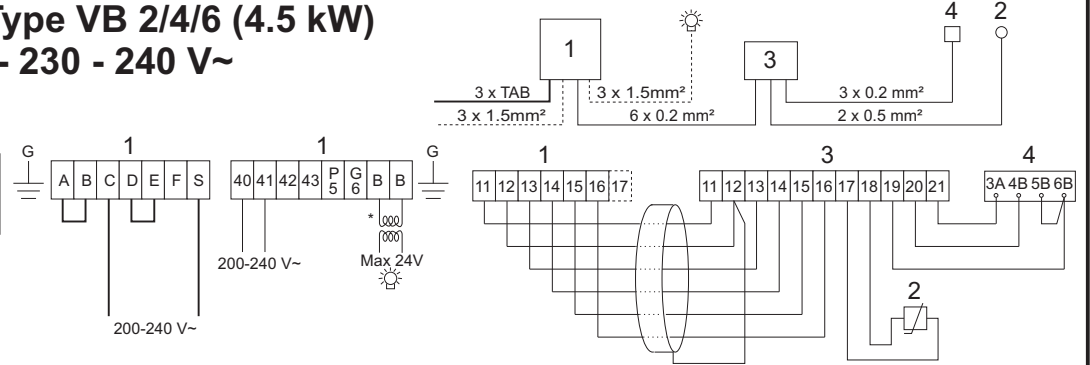 Type VB 2/4/6 (4.5 kW)
- 230 - 240 V~
1
3
4 2
3 x TAB
3 x 1.5mm²
3 x 1.5mm²
6 x 0.2 mm²
3 x 0.2 mm²
2 x 0.5 mm²
G
1
A B C D E F S
200-240 V~
1
G
40 41 42 43 P5 G6 B B
*
200-240 V~
Max 24V
1
11 12 13 14 15 16 17
3
11 12 13 14 15 16 17 18 19 20 21
4
3A 4B 5B 6B
2